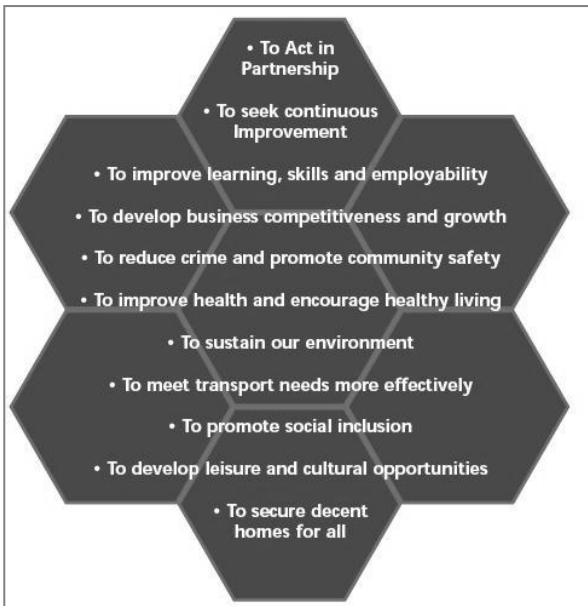 • To Act in
Partnership
• To seek continuous
Improvement
• To improve learning, skills and employability
• To develop business competitiveness and growth
• To reduce crime and promote community safety
• To improve health and encourage healthy living
• To sustain our environment
• To meet transport needs more effectively
• To promote social inclusion
• To develop leisure and cultural opportunities
• To secure decent
homes for all